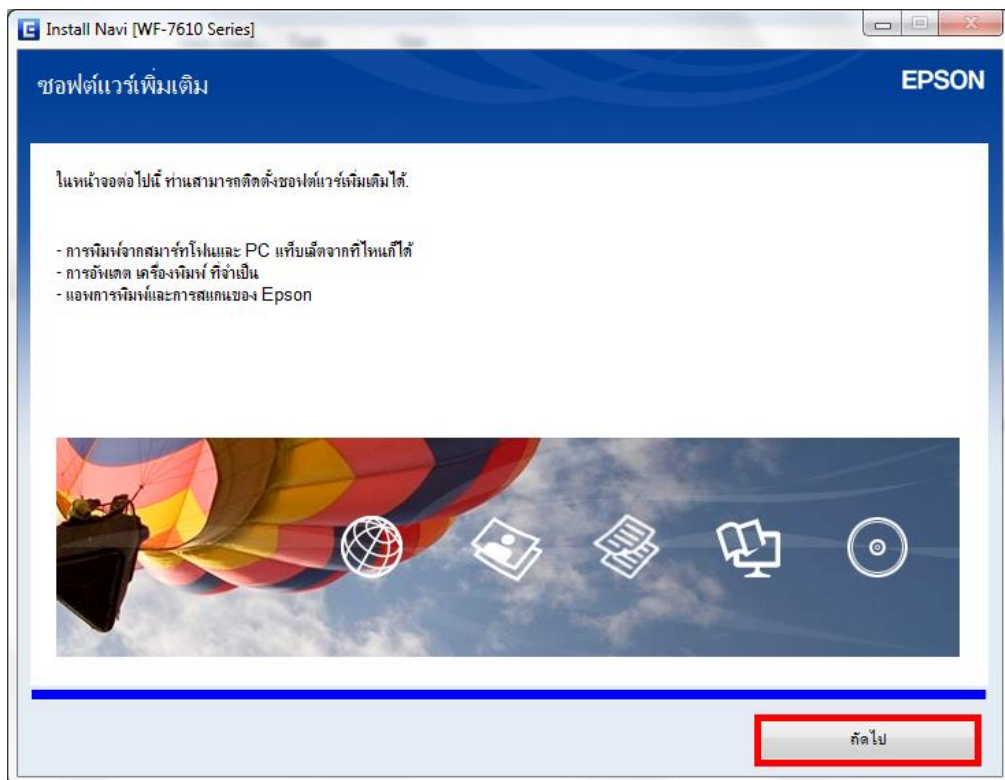 Install Navi [WF-7610 Series]
ซอฟต์แวร์เพิ่มเติม
EPSON
ในหน้าจอต่อไปนี้ ท่านสามารถติดตั้งซอฟต์แวร์เพิ่มเติมได้.
- การพิมพ์จากสมาร์ทโฟนและ PC แท็บเล็ตจากที่ไหนก็ได้
- การอัพเดต เครื่องพิมพ์ ที่จำเป็น
- แอพการพิมพ์และการสแกนของ Epson
ถัดไป